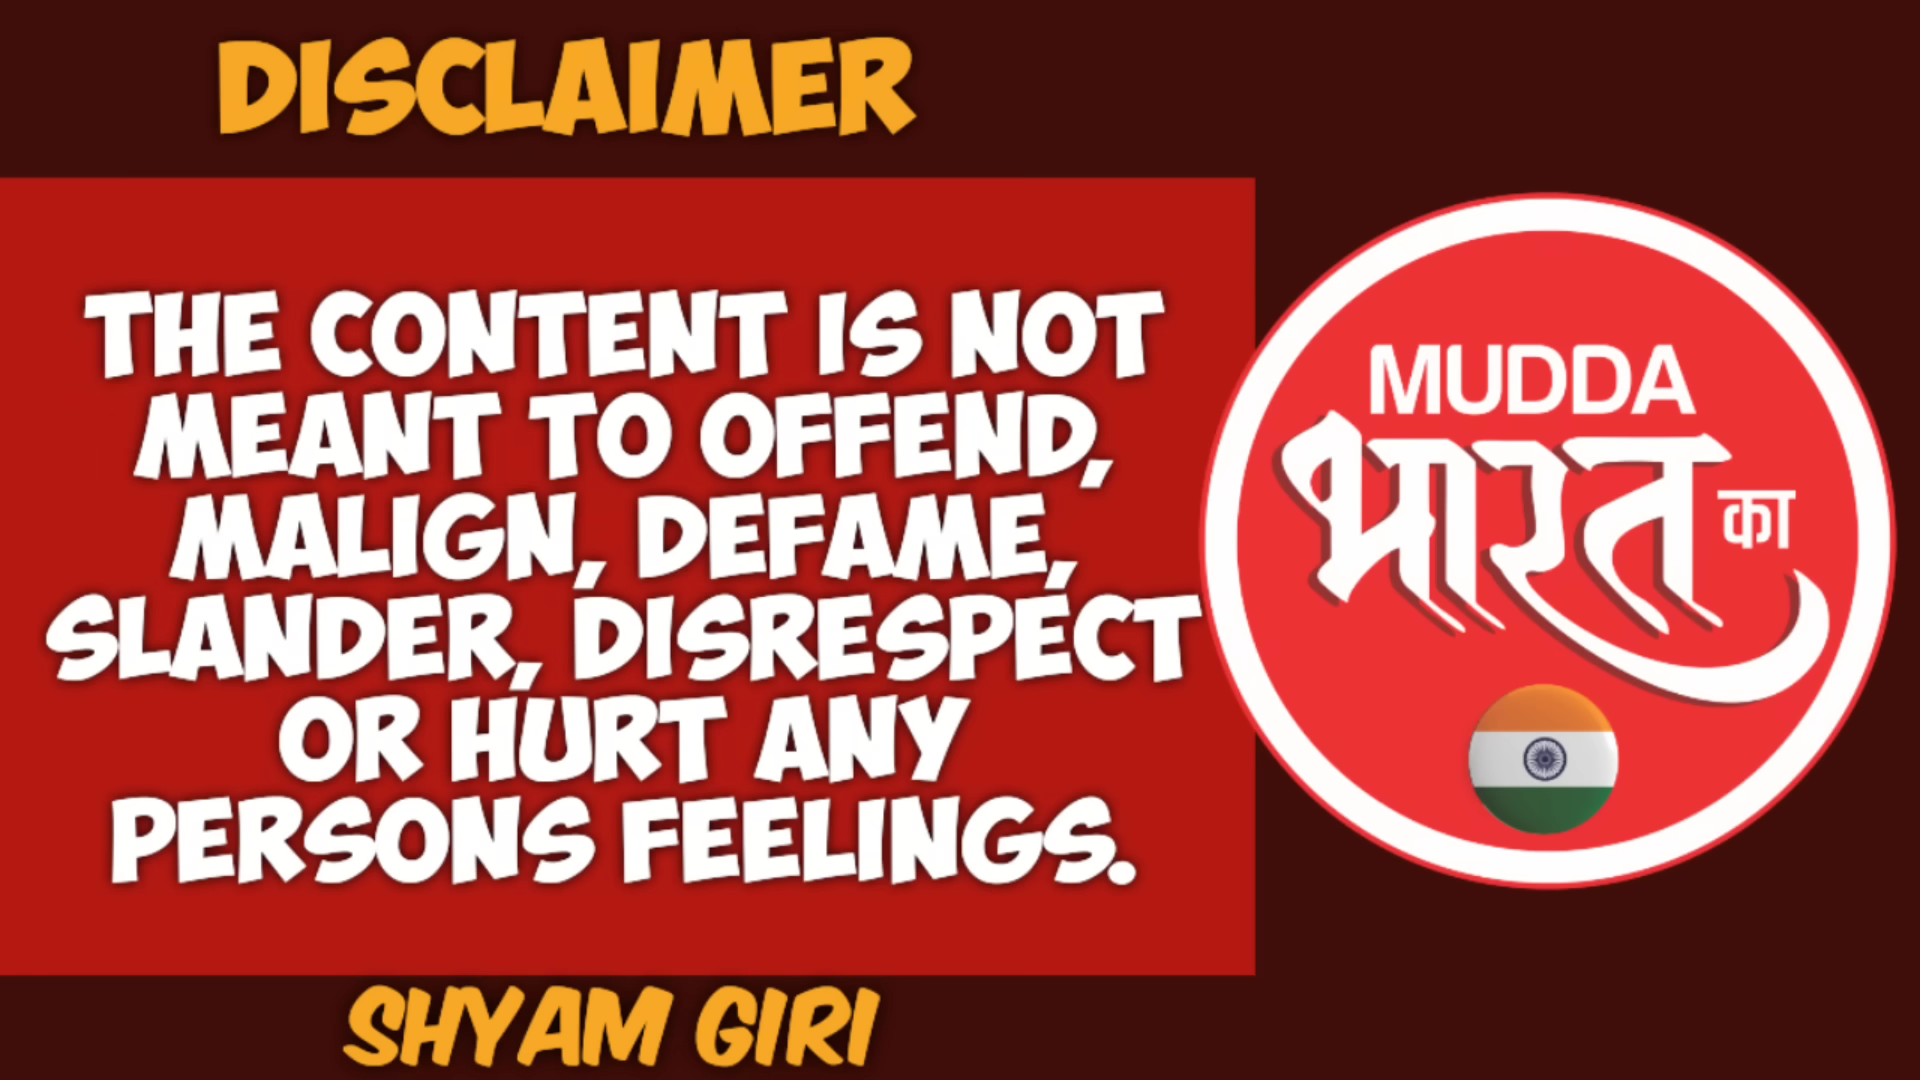 DISCLAIMER
THE CONTENT IS NOT
MEANT TO OFFEND,
MALIGN, DEFAME,
SLANDER, DISRESPECT
OR HURT ANY
PERSONS FEELINGS.
SHYAM GIRI
MUDDA
भारत का